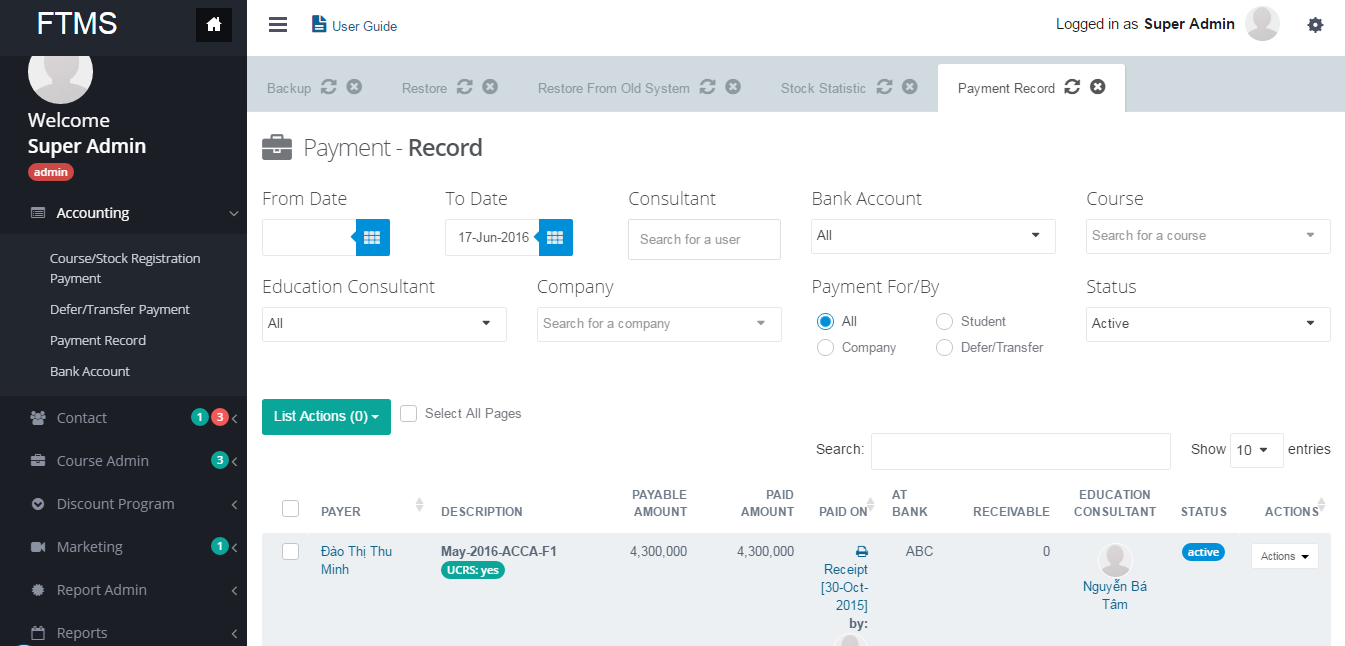 FTMS
User Guide
Logged in as Super Admin
Welcome
Super Admin
admin
Accounting
Course/Stock Registration
Payment
Defer/Transfer Payment
Payment Record
Bank Account
Contact 1 3
Course Admin 3
Discount Program
Marketing 1
Report Admin
Reports
Backup Restore Restore From Old System Stock Statistic Payment Record
Payment - Record
From Date To Date Consultant Bank Account Course
17-Jun-2016 Search for a user All Search for a course
Education Consultant Company Payment For/By Status
All Search for a company All Student Active
Company Defer/Transfer
List Actions (0) Select All Pages
Search: Show 10 entries
PAYABLE PAID AT EDUCATION
PAYER DESCRIPTION AMOUNT AMOUNT PAID ON BANK RECEIVABLE CONSULTANT STATUS ACTIONS
Đào Thị Thu May-2016-ACCA-F1 4,300,000 4,300,000 ABC 0 active Actions
Minh UCRS: yes Receipt
[30-Oct- Nguyễn Bá
2015] Tâm
by: